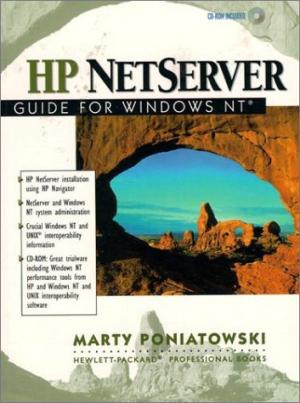 CD-ROM INCLUDED
HP NETSERVER
GUIDE FOR WINDOWS NT®
HP NetServer installation
using HP Navigator
NetServer and Windows
NT system administration
Crucial Windows NT and
UNIX® interoperability
information
CD-ROM: Great trialware
including Windows NT
performance tools from
HP and Windows NT and
UNIX interoperability
software
MARTY PONIATOWSKI
HEWLETT-PACKARD® PROFESSIONAL BOOKS